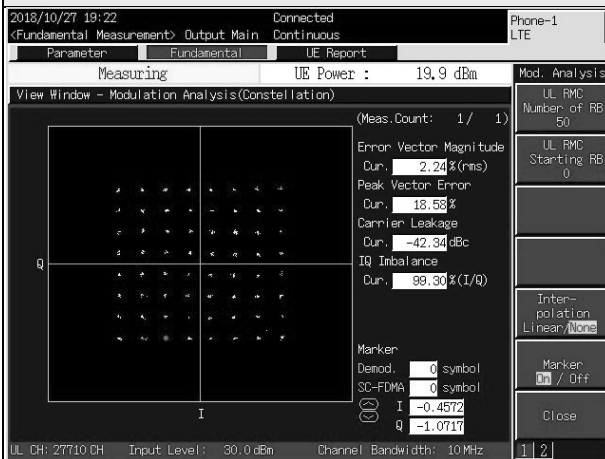 2018/10/27 19:22 Connected Phone-1
<Fundamental Measurement> Output Main Continuous LTE
Parameter Fundamental UE Report
Measuring UE Power : 19.9 dBm Mod. Analysis
View Window - Modulation Analysis(Constellation)
UL RMC
Number of RB
50
(Meas.Count: 1/ 1)
Error Vector Magnitude
Cur. 2.24 %(rms)
UL RMC
Starting RB
0
Peak Vector Error
Cur. 18.58 %
Carrier Leakage
Cur. -42.34 dBc
IQ Imbalance
Cur. 99.30 %(I/Q)
Q
Inter-
polation
Linear/None
Marker
Demod. 0 symbol
SC-FDMA 0 symbol
I -0.4572
Q -1.0717
Marker
On / Off
I
Close
UL CH: 27710 CH Input Level: 30.0 dBm Channel Bandwidth: 10 MHz 1 2